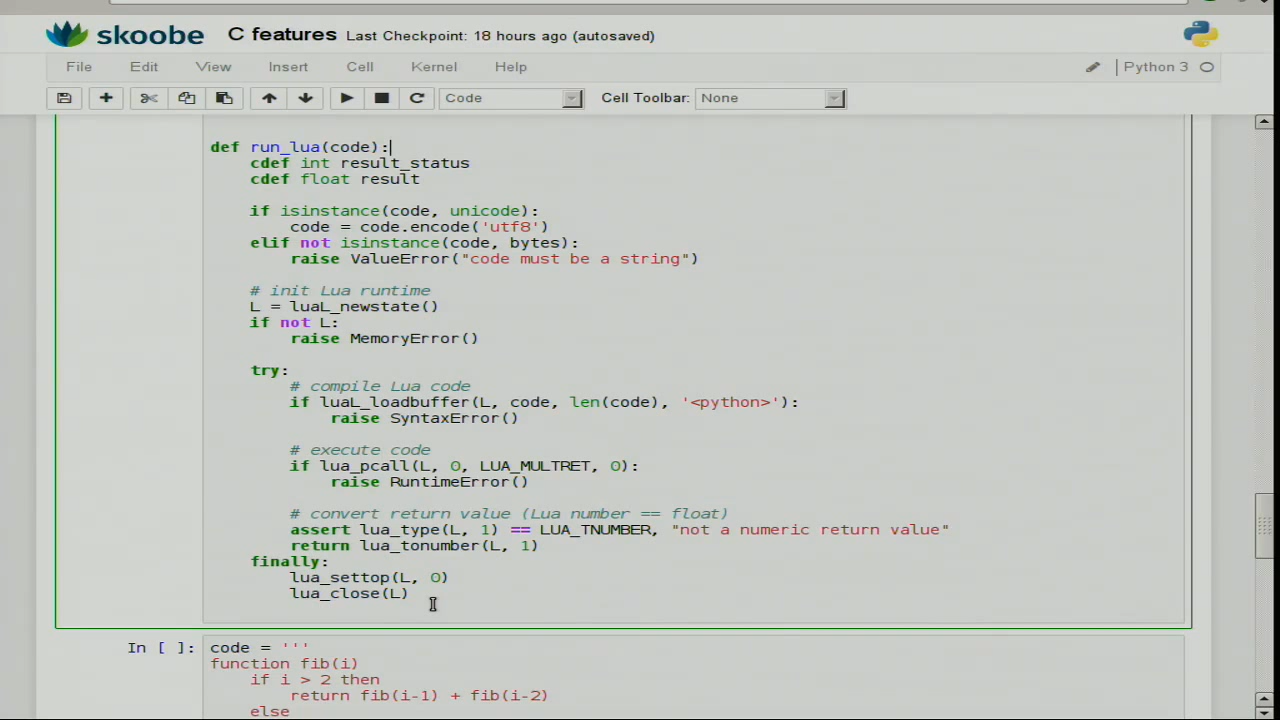 skoobe C features Last Checkpoint: 18 hours ago (autosaved)
File Edit View Insert Cell Kernel Help Python 3
Code Cell Toolbar: None
def run_lua(code):
    cdef int result_status
    cdef float result
    if isinstance(code, unicode):
        code = code.encode('utf8')
    elif not isinstance(code, bytes):
        raise ValueError("code must be a string")
    # init Lua runtime
    L = luaL_newstate()
    if not L:
        raise MemoryError()
    try:
        # compile Lua code
        if luaL_loadbuffer(L, code, len(code), '<python>'):
            raise SyntaxError()
        # execute code
        if lua_pcall(L, 0, LUA_MULTRET, 0):
            raise RuntimeError()
        # convert return value (Lua number == float)
        assert lua_type(L, 1) == LUA_TNUMBER, "not a numeric return value"
        return lua_tonumber(L, 1)
    finally:
        lua_settop(L, 0)
        lua_close(L)
In [ ]: code = '''
function fib(i)
    if i > 2 then
        return fib(i-1) + fib(i-2)
    else